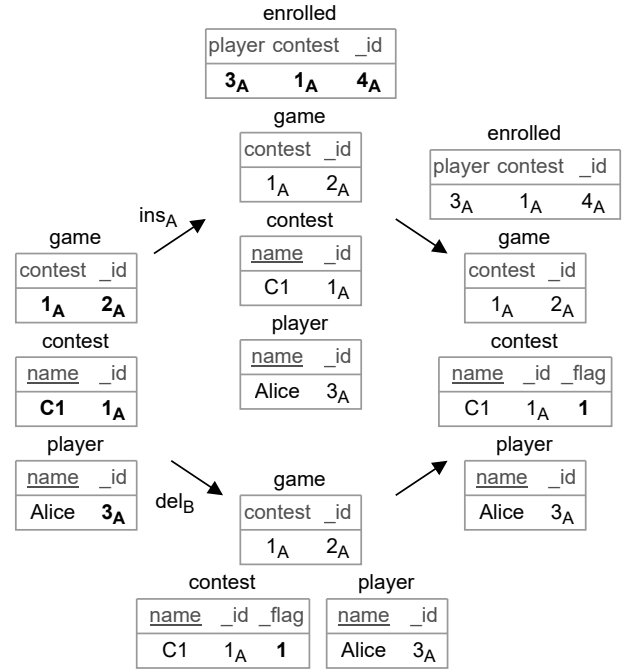 enrolled
player contest _id
3A 1A 4A
game
contest _id
1A 2A
contest
name _id
C1 1A
player
name _id
Alice 3A
insA
game
contest _id
1A 2A
contest
name _id
C1 1A
player
name _id
Alice 3A
delB
game
contest _id
1A 2A
contest
name _id _flag
C1 1A 1
player
name _id
Alice 3A
enrolled
player contest _id
3A 1A 4A
game
contest _id
1A 2A
contest
name _id _flag
C1 1A 1
player
name _id
Alice 3A